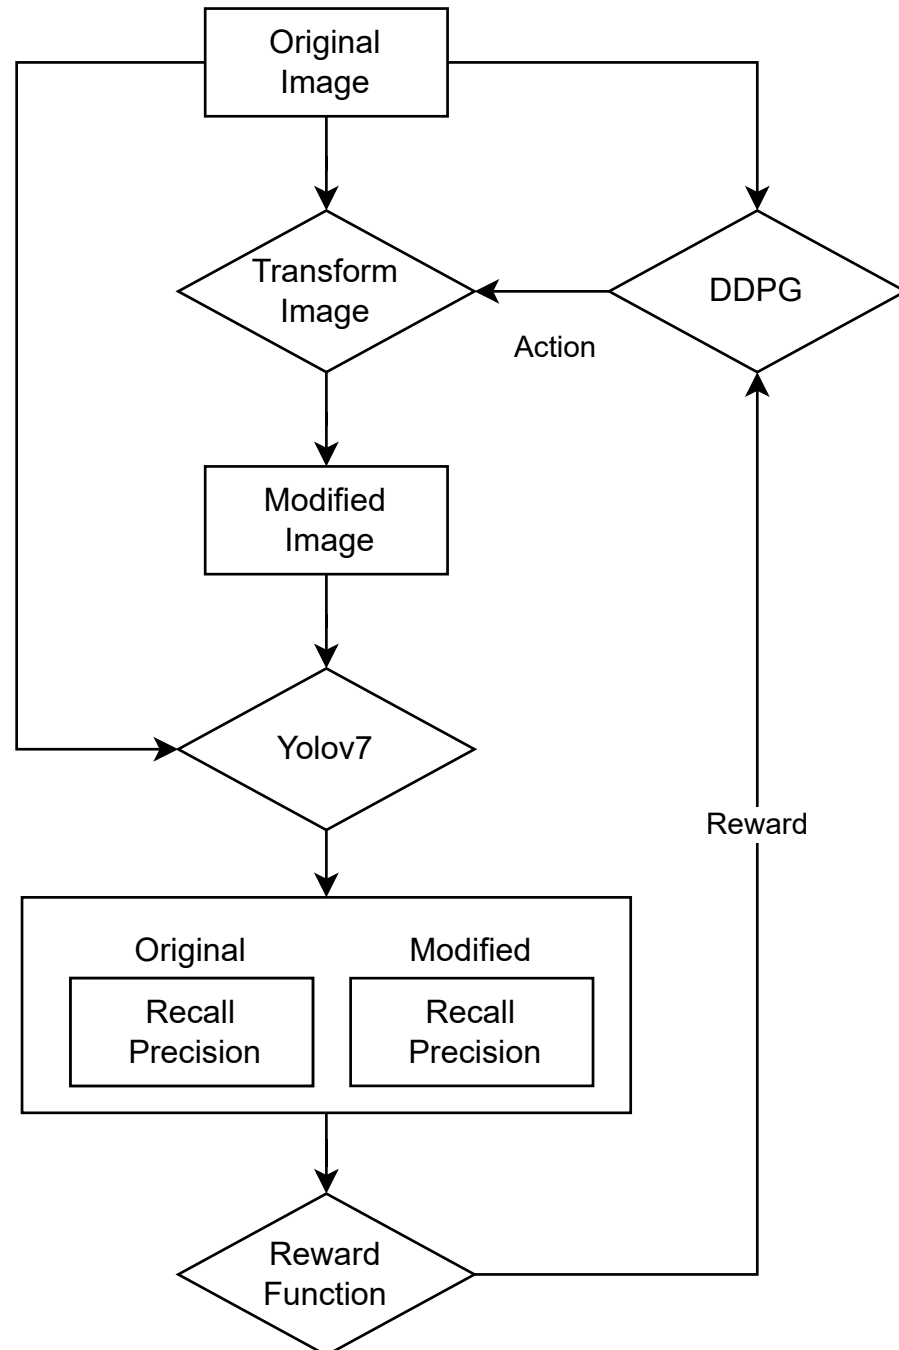 Original
Image
Transform
Image
DDPG
Action
Modified
Image
Yolov7
Reward
Original
Modified
Recall
Precision
Recall
Precision
Reward
Function